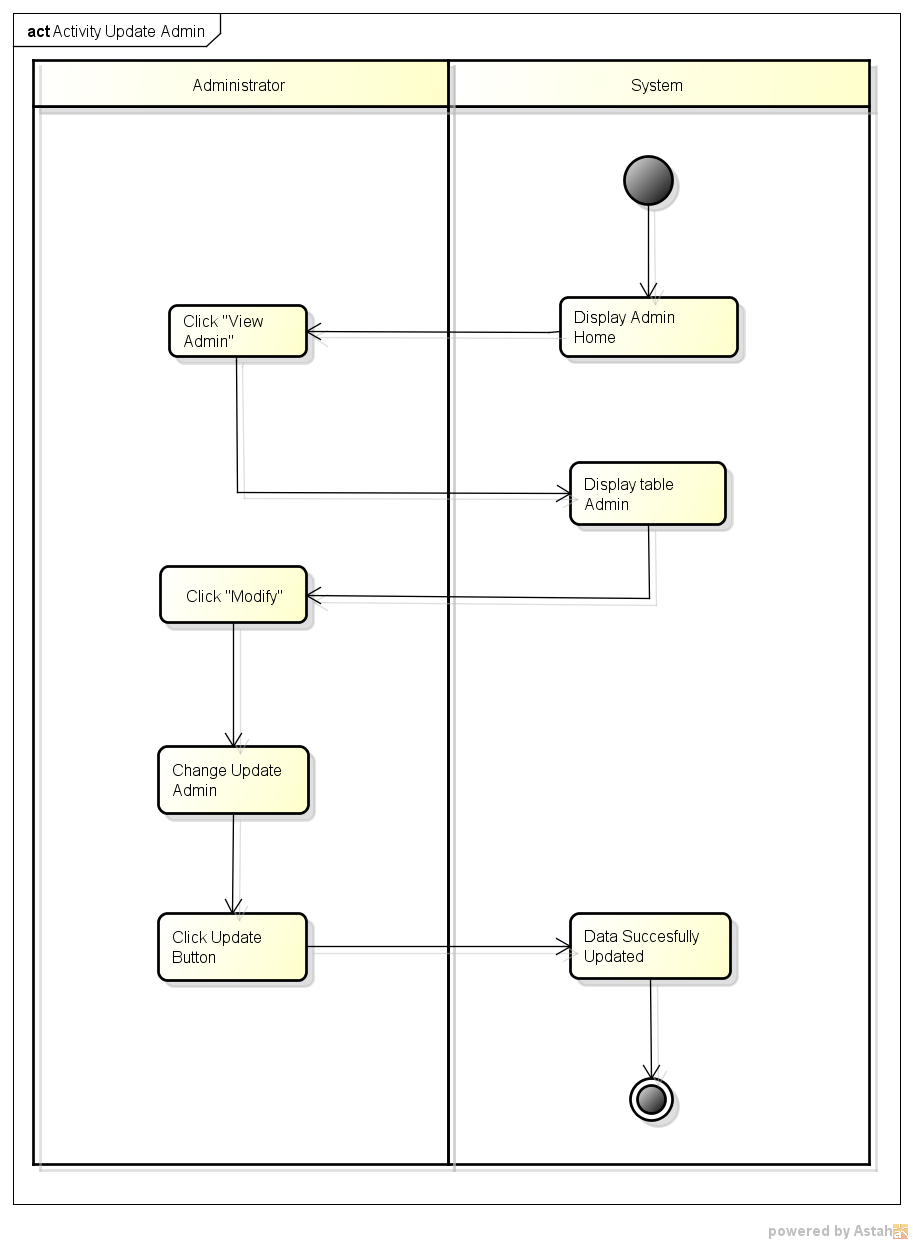 act Activity Update Admin
Administrator
System
Display Admin
Home
Click "View
Admin"
Display table
Admin
Click "Modify"
Change Update
Admin
Click Update
Button
Data Succesfully
Updated
powered by Astah